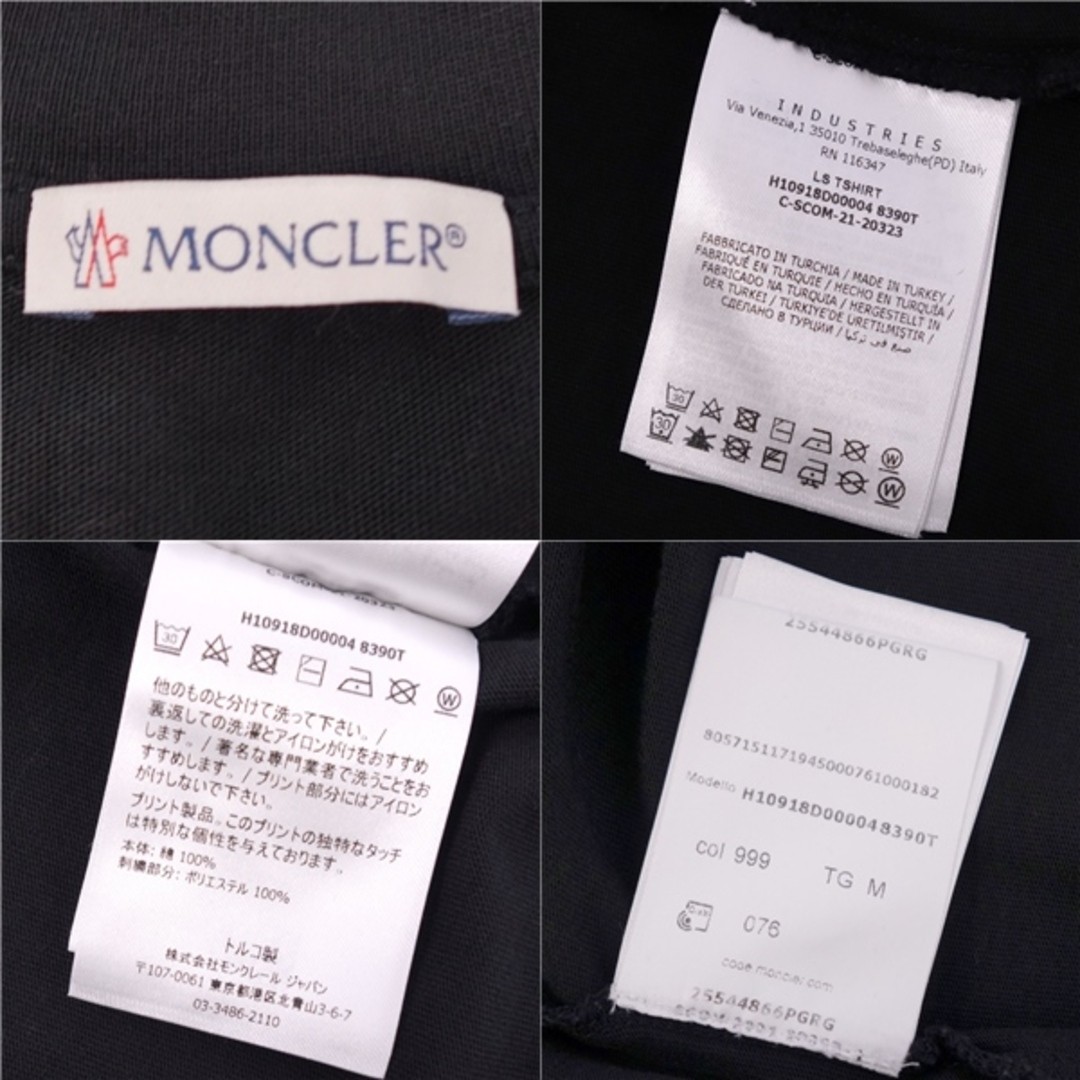 MONCLER®
C-SCOM
INDUSTRIES
Via Venezia,1 35010 Trebaseleghe(PD) Italy
RN 116347
LS TSHIRT
H10918D00004 8390T
C-SCOM-21-20323
FABBRICATO IN TURCHIA / MADE IN TURKEY /
FABRIQUÉ EN TURQUIE / HECHO EN TURQUÍA /
FABRICADO NA TURQUIA / HERGESTELLT IN
DER TÜRKEI / TÜRKIYE'DE ÜRETILMISTIR /
СДЕЛАНО В ТУРЦИИ / صنع في تركيا
30
W
30
W
C-SCOM-21-20323
H10918D00004 8390T
30
W
他のものと分けて洗って下さい。/
裏返しての洗濯とアイロンがけをおすすめ
します。/ 著名な専門業者で洗うことをお
すすめします。/ プリント部分にはアイロン
がけしないで下さい。
プリント製品。このプリントの独特なタッチ
は特別な個性を与えております。
本体: 綿 100%
刺繍部分: ポリエステル 100%
トルコ製
株式会社モンクレール ジャパン
〒107-0061 東京都港区北青山3-6-7
03-3486-2110
25544866PGRG
8057151171945000761000182
Modello H10918D000048390T
col 999 TG M
076
code.moncler.com
25544866PGRG